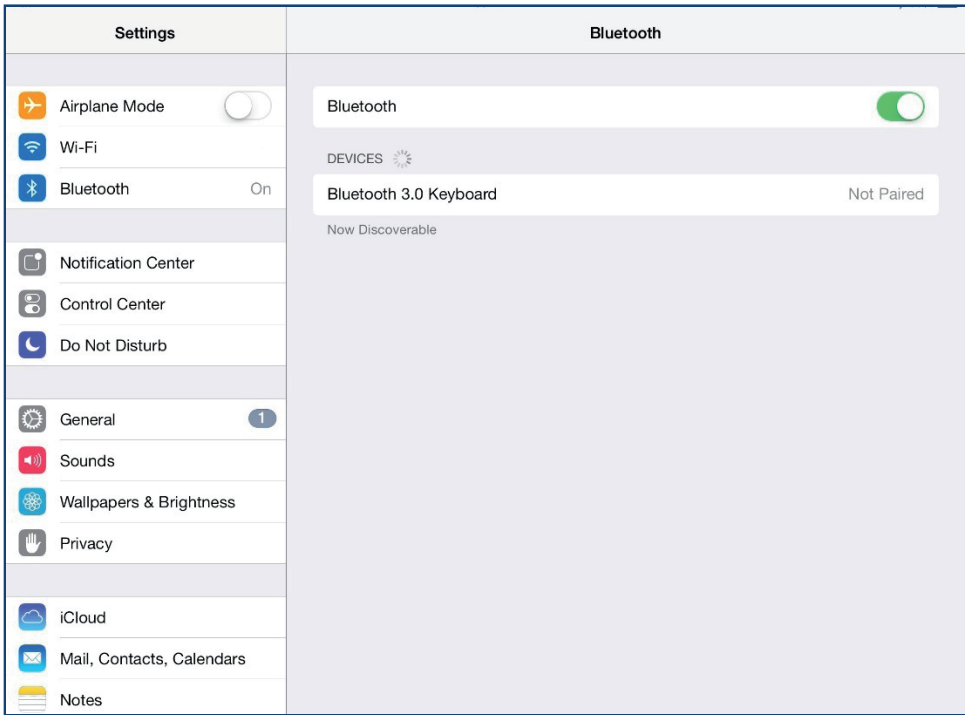 Settings
Airplane Mode
Wi-Fi
Bluetooth On
Notification Center
Control Center
Do Not Disturb
General 1
Sounds
Wallpapers & Brightness
Privacy
iCloud
Mail, Contacts, Calendars
Notes
Bluetooth
Bluetooth
DEVICES
Bluetooth 3.0 Keyboard Not Paired
Now Discoverable